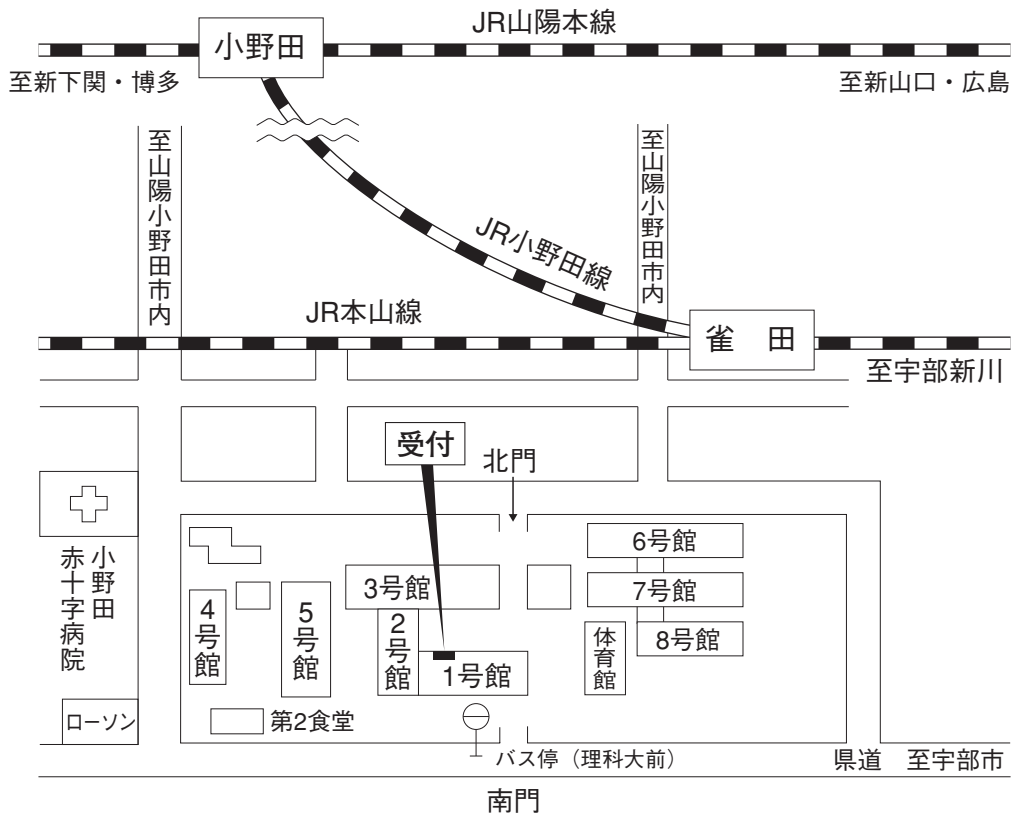 JR山陽本線
小野田
至新下関・博多
至新山口・広島
至山陽小野田市内
至山陽小野田市内
JR小野田線
JR本山線
雀　田
至宇部新川
受付
北門
小野田
赤十字病院
6号館
3号館
7号館
4号館
5号館
2号館
体育館
8号館
1号館
ローソン
第2食堂
バス停（理科大前）
県道
至宇部市
南門